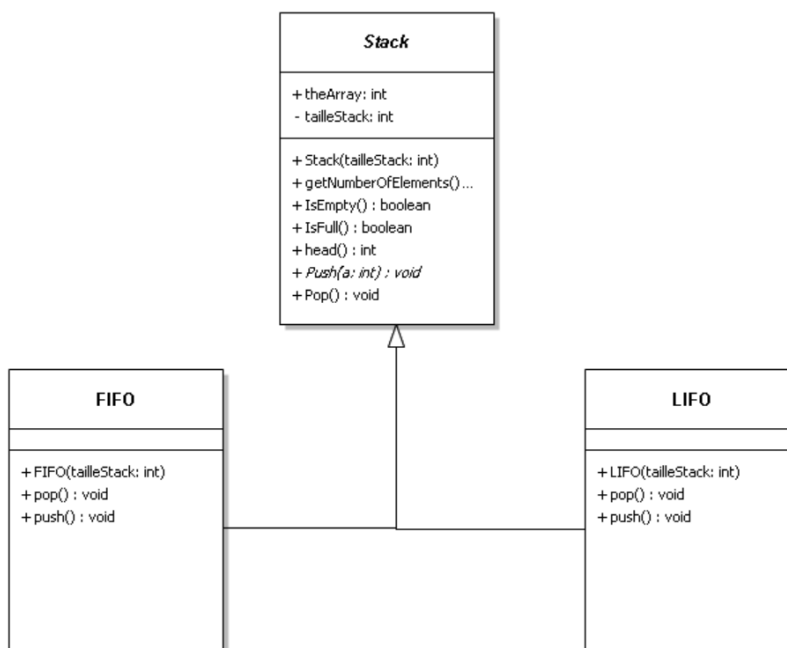 Stack
+ theArray: int
- tailleStack: int
+ Stack(tailleStack: int)
+ getNumberOfElements()...
+ IsEmpty() : boolean
+ IsFull() : boolean
+ head() : int
+ Push(a: int) : void
+ Pop() : void
FIFO
+ FIFO(tailleStack: int)
+ pop() : void
+ push() : void
LIFO
+ LIFO(tailleStack: int)
+ pop() : void
+ push() : void